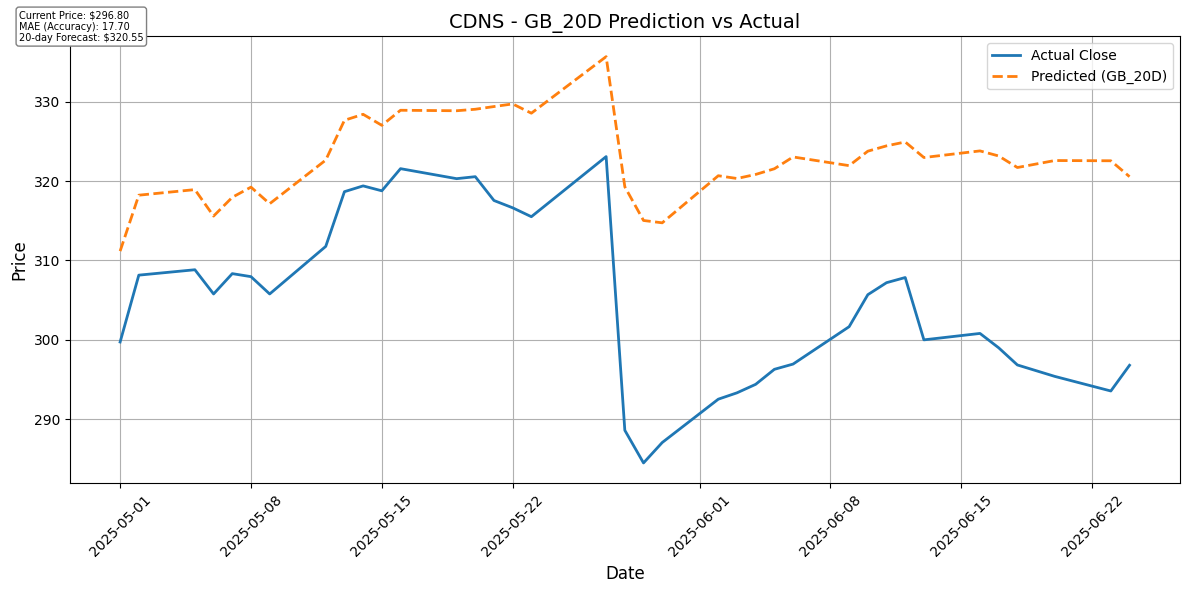 CDNS - GB_20D Prediction vs Actual
Current Price: $296.80
MAE (Accuracy): 17.70
20-day Forecast: $320.55
Actual Close
Predicted (GB_20D)
Price
330
320
310
300
290
2025-05-01
2025-05-08
2025-05-15
2025-05-22
2025-06-01
2025-06-08
2025-06-15
2025-06-22
Date